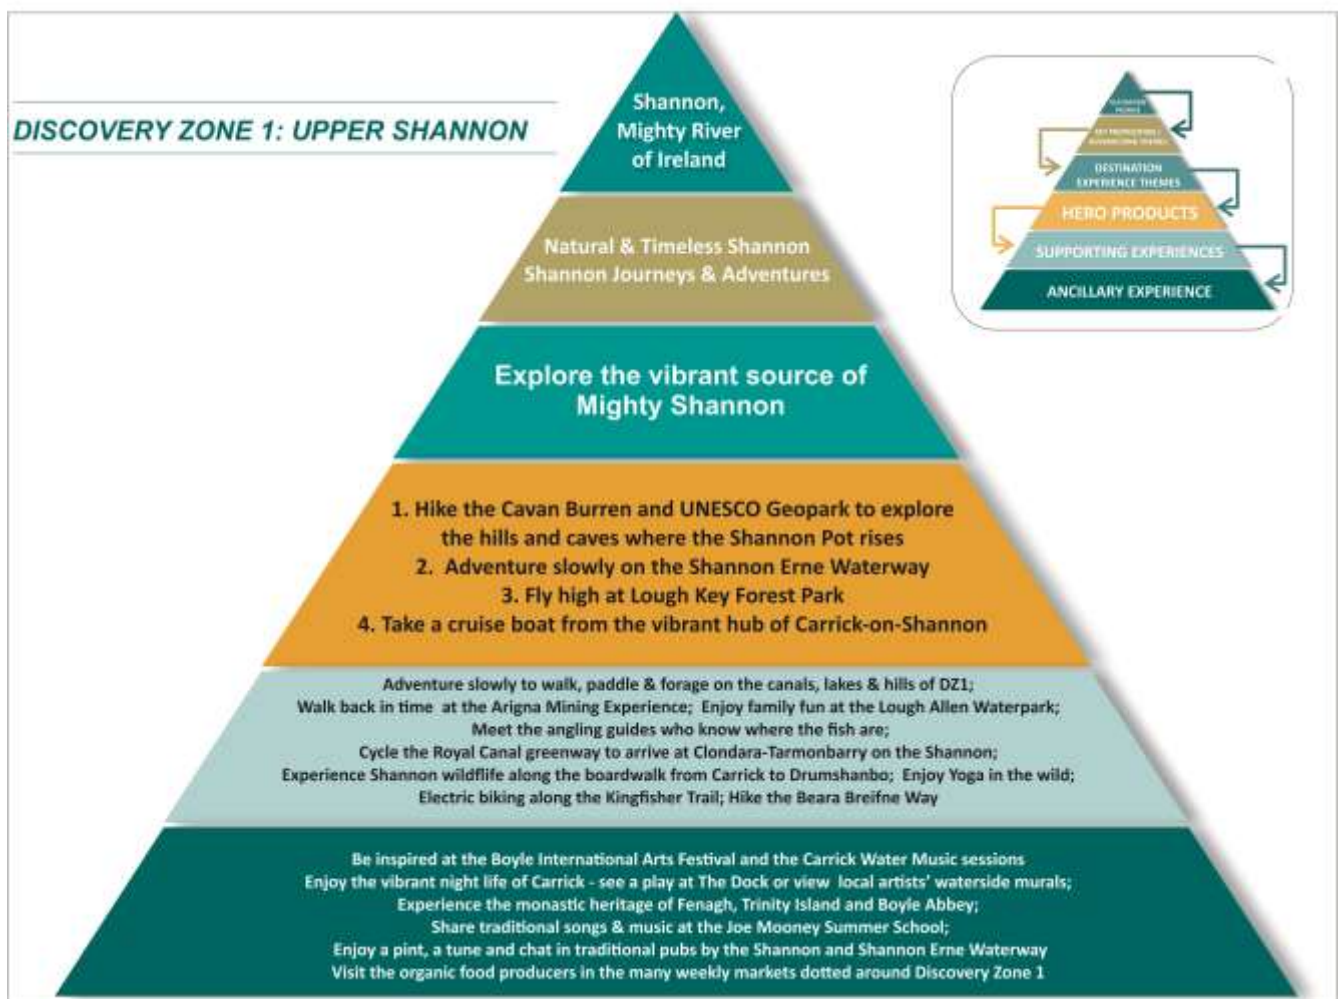 DISCOVERY ZONE 1: UPPER SHANNON
Shannon,
Mighty River
of Ireland
Natural & Timeless Shannon
Shannon Journeys & Adventures
Explore the vibrant source of
Mighty Shannon
1. Hike the Cavan Burren and UNESCO Geopark to explore
the hills and caves where the Shannon Pot rises
2. Adventure slowly on the Shannon Erne Waterway
3. Fly high at Lough Key Forest Park
4. Take a cruise boat from the vibrant hub of Carrick-on-Shannon
Adventure slowly to walk, paddle & forage on the canals, lakes & hills of DZ1;
Walk back in time at the Arigna Mining Experience; Enjoy family fun at the Lough Allen Waterpark;
Meet the angling guides who know where the fish are;
Cycle the Royal Canal greenway to arrive at Clondara-Tarmonbarry on the Shannon;
Experience Shannon wildflife along the boardwalk from Carrick to Drumshanbo; Enjoy Yoga in the wild;
Electric biking along the Kingfisher Trail; Hike the Beara Breifne Way
Be inspired at the Boyle International Arts Festival and the Carrick Water Music sessions
Enjoy the vibrant night life of Carrick - see a play at The Dock or view local artists' waterside murals;
Experience the monastic heritage of Fenagh, Trinity Island and Boyle Abbey;
Share traditional songs & music at the Joe Mooney Summer School;
Enjoy a pint, a tune and chat in traditional pubs by the Shannon and Shannon Erne Waterway
Visit the organic food producers in the many weekly markets dotted around Discovery Zone 1
DESTINATION
EXPERIENCE THEMES
HERO PRODUCTS
SUPPORTING EXPERIENCES
ANCILLARY EXPERIENCE